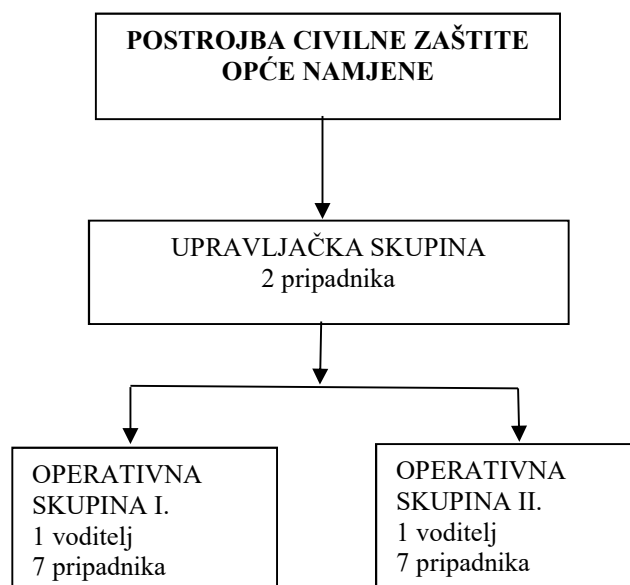 POSTROJBA CIVILNE ZAŠTITE
OPĆE NAMJENE
UPRAVLJAČKA SKUPINA
2 pripadnika
OPERATIVNA
SKUPINA I.
1 voditelj
7 pripadnika
OPERATIVNA
SKUPINA II.
1 voditelj
7 pripadnika